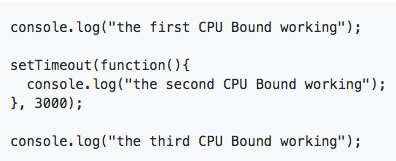 console.log("the first CPU Bound working");
setTimeout(function(){
  console.log("the second CPU Bound working");
}, 3000);
console.log("the third CPU Bound working");